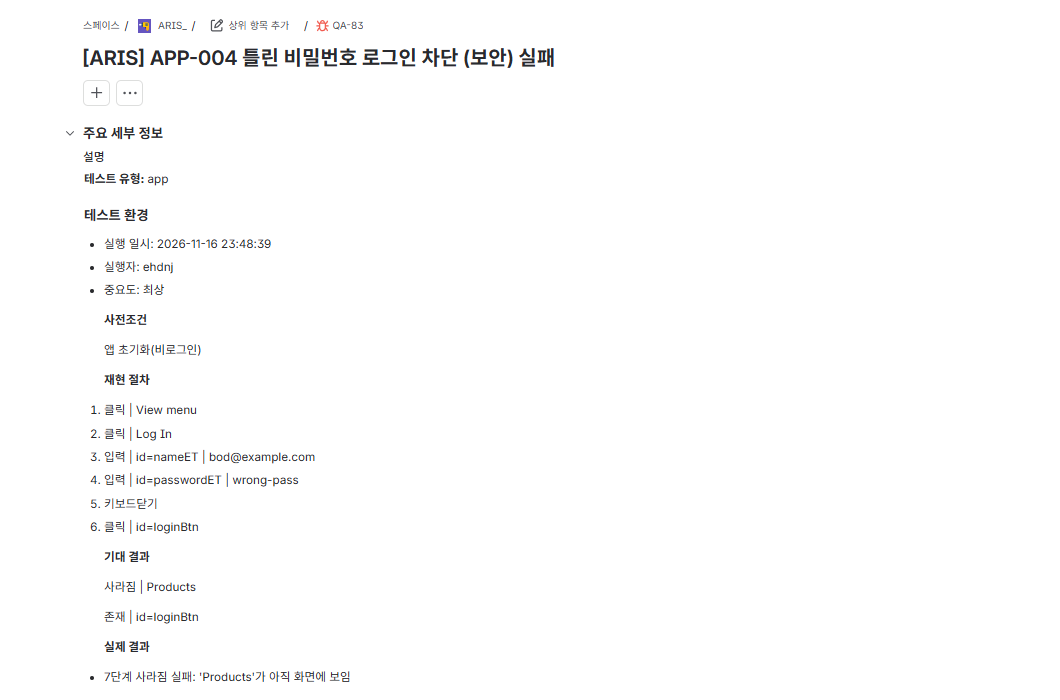 스페이스 / ARIS_ / 상위 항목 추가 / QA-83
[ARIS] APP-004 틀린 비밀번호 로그인 차단 (보안) 실패
주요 세부 정보
설명
테스트 유형: app
테스트 환경
• 실행 일시: 2026-11-16 23:48:39
• 실행자: ehdnj
• 중요도: 최상
사전조건
앱 초기화(비로그인)
재현 절차
1. 클릭 | View menu
2. 클릭 | Log In
3. 입력 | id=nameET | bod@example.com
4. 입력 | id=passwordET | wrong-pass
5. 키보드닫기
6. 클릭 | id=loginBtn
기대 결과
사라짐 | Products
존재 | id=loginBtn
실제 결과
• 7단계 사라짐 실패: 'Products'가 아직 화면에 보임